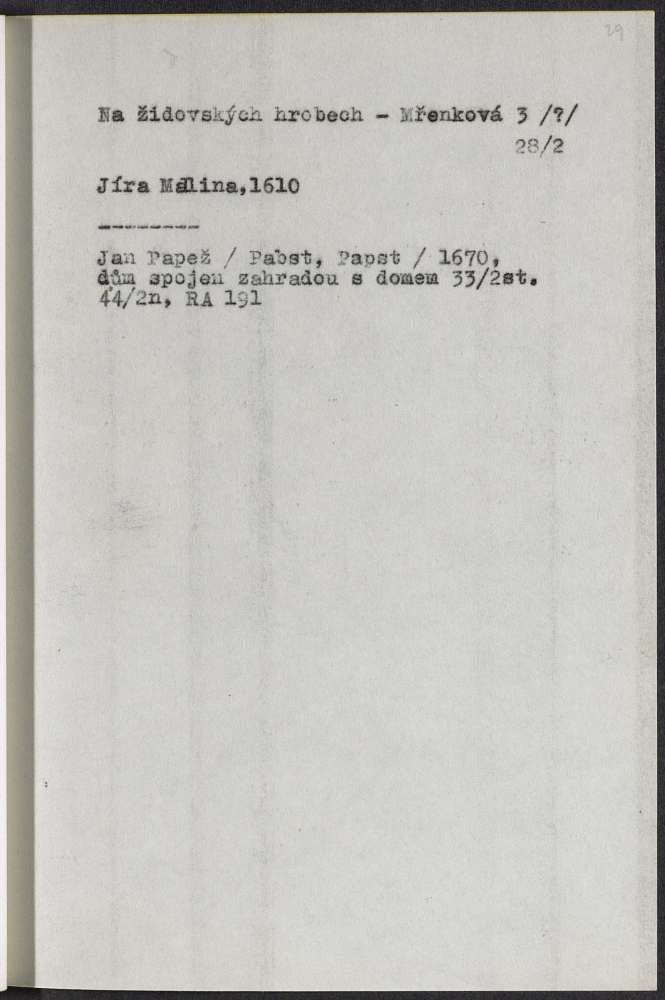 29
Na židovských hrobech - Mřenková 3 /?/
28/2
Jíra Malina,1610
--------
Jan Papež / Pabst, Papst / 1670,
dům spojen zahradou s domem 33/2st.
44/2n, RA 191